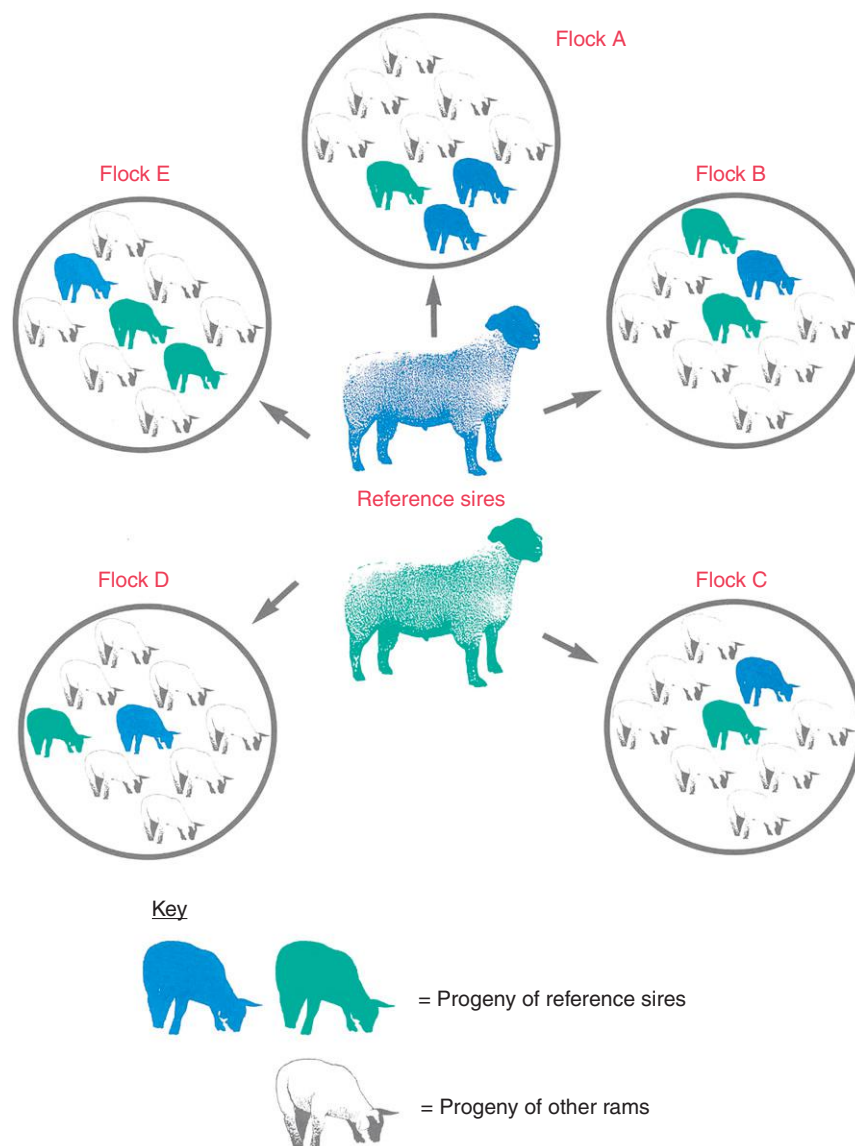 Flock A
Flock E
Flock B
Reference sires
Flock D
Flock C
Key
= Progeny of reference sires
= Progeny of other rams